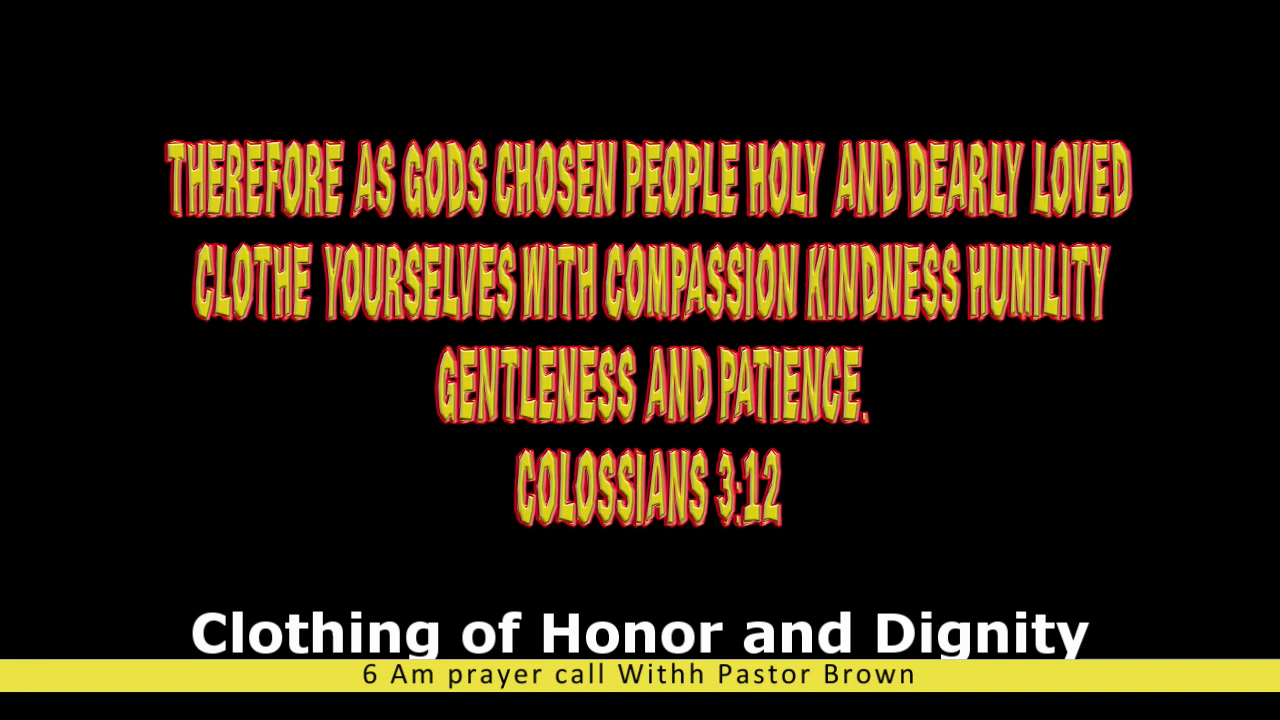 THEREFORE AS GODS CHOSEN PEOPLE HOLY AND DEARLY LOVED
CLOTHE YOURSELVES WITH COMPASSION KINDNESS HUMILITY
GENTLENESS AND PATIENCE.
COLOSSIANS 3:12
Clothing of Honor and Dignity
6 Am prayer call Withh Pastor Brown